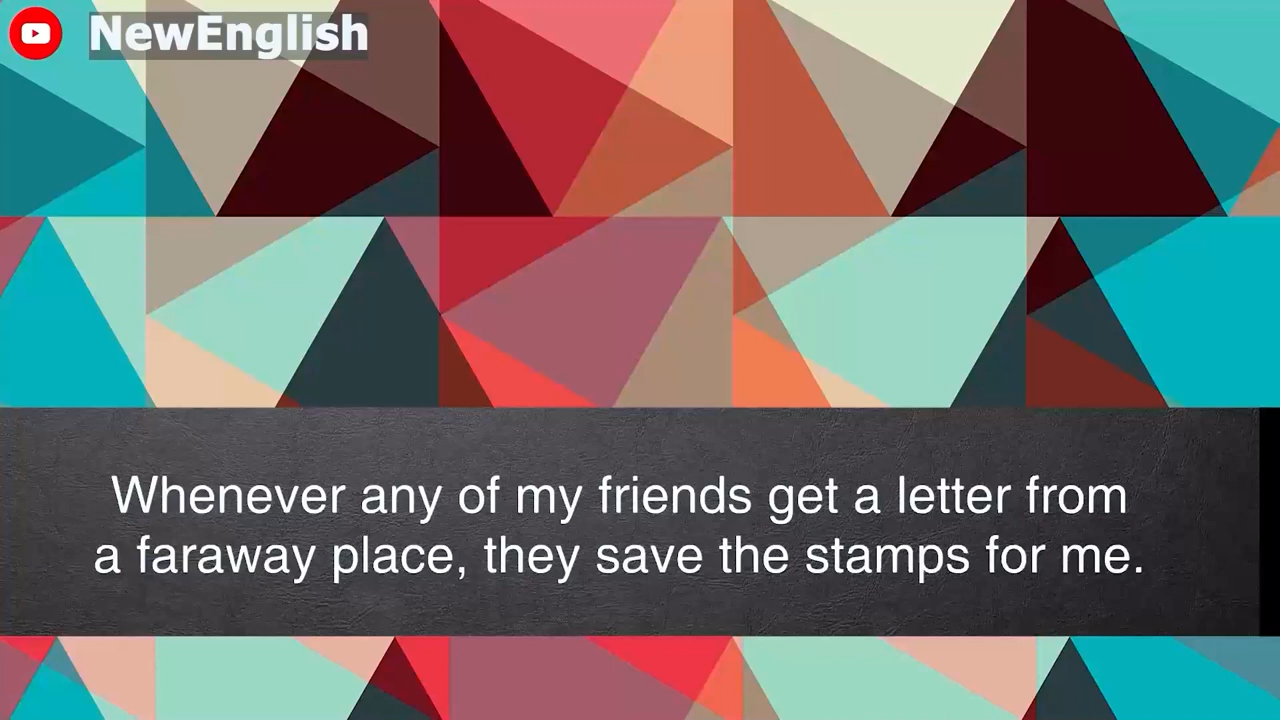 NewEnglish
Whenever any of my friends get a letter from
a faraway place, they save the stamps for me.